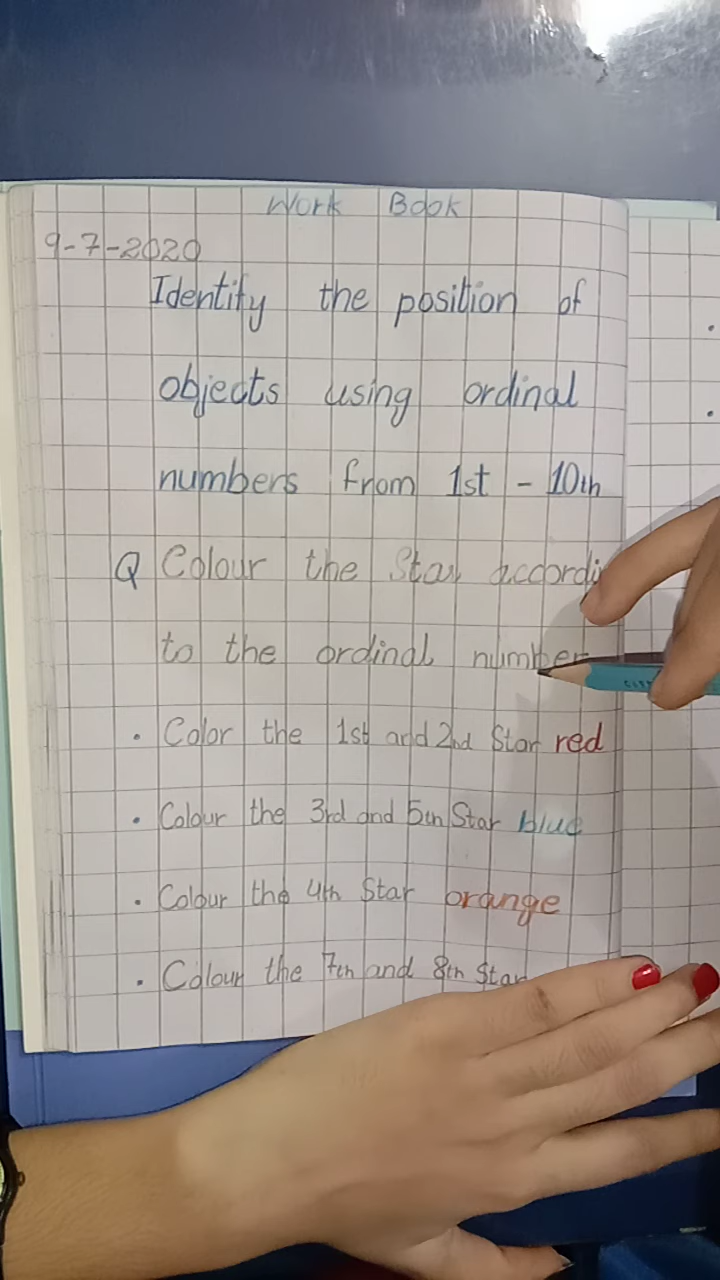 Work Book
9-7-2020
Identify the position of
objects using ordinal
numbers from 1st - 10th
Q Colour the Star
to the ordinal number
. Color the 1st and 2nd Star red
. Colour the 3rd and 5th Star blue
. Colour the 4th Star orange
. Colour the 7th and 8th Star